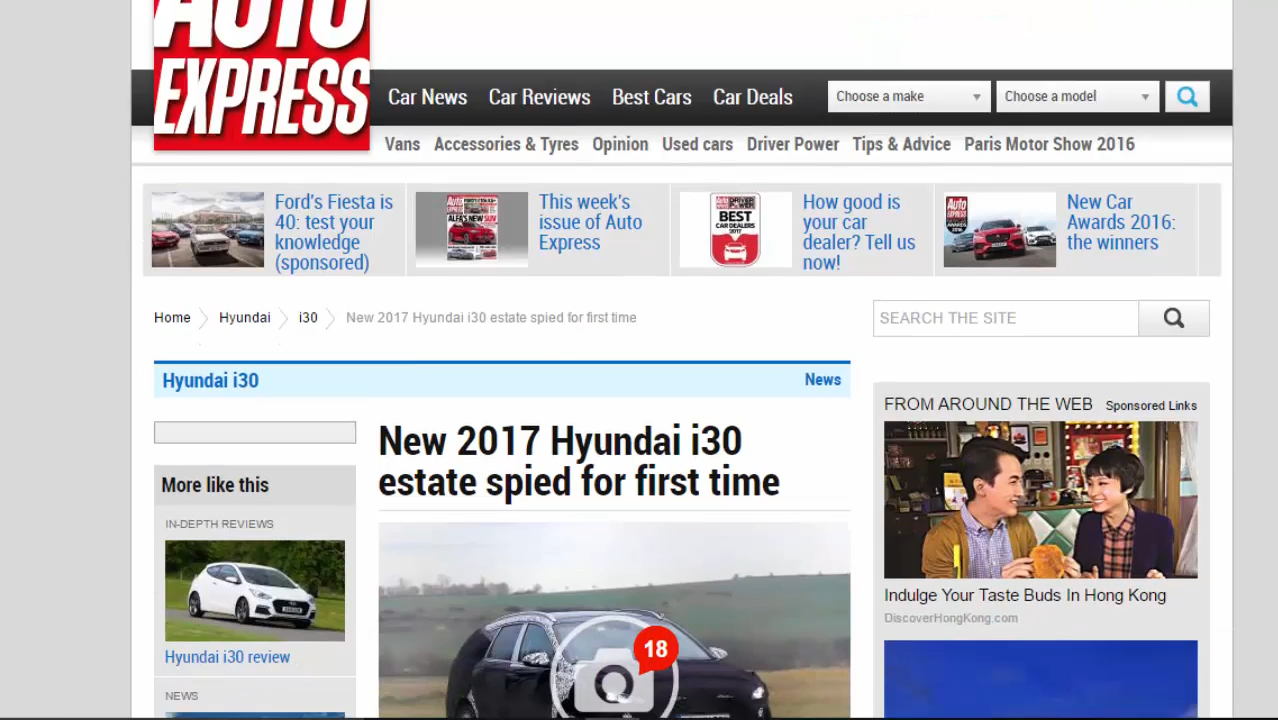 AUTO
EXPRESS
Car News Car Reviews Best Cars Car Deals Choose a make Choose a model
Vans Accessories & Tyres Opinion Used cars Driver Power Tips & Advice Paris Motor Show 2016
Ford's Fiesta is
40: test your
knowledge
(sponsored)
This week's
issue of Auto
Express
BEST
CAR DEALERS
2017
How good is
your car
dealer? Tell us
now!
New Car
Awards 2016:
the winners
Home Hyundai i30 New 2017 Hyundai i30 estate spied for first time
SEARCH THE SITE
Hyundai i30 News
New 2017 Hyundai i30
estate spied for first time
More like this
IN-DEPTH REVIEWS
Hyundai i30 review
NEWS
18
FROM AROUND THE WEB Sponsored Links
Indulge Your Taste Buds In Hong Kong
DiscoverHongKong.com